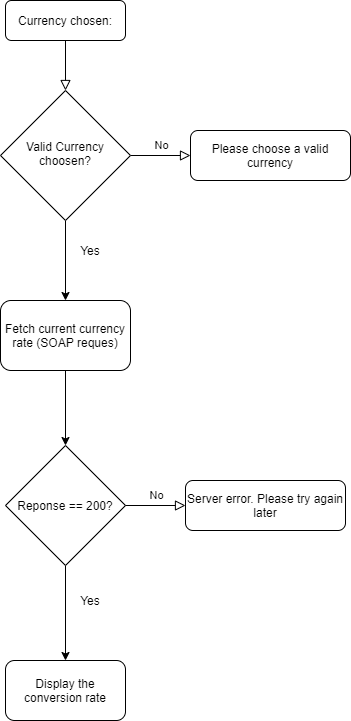 Currency chosen:
Valid Currency
choosen?
No
Please choose a valid
currency
Yes
Fetch current currency
rate (SOAP reques)
Reponse == 200?
No
Server error. Please try again
later
Yes
Display the
conversion rate